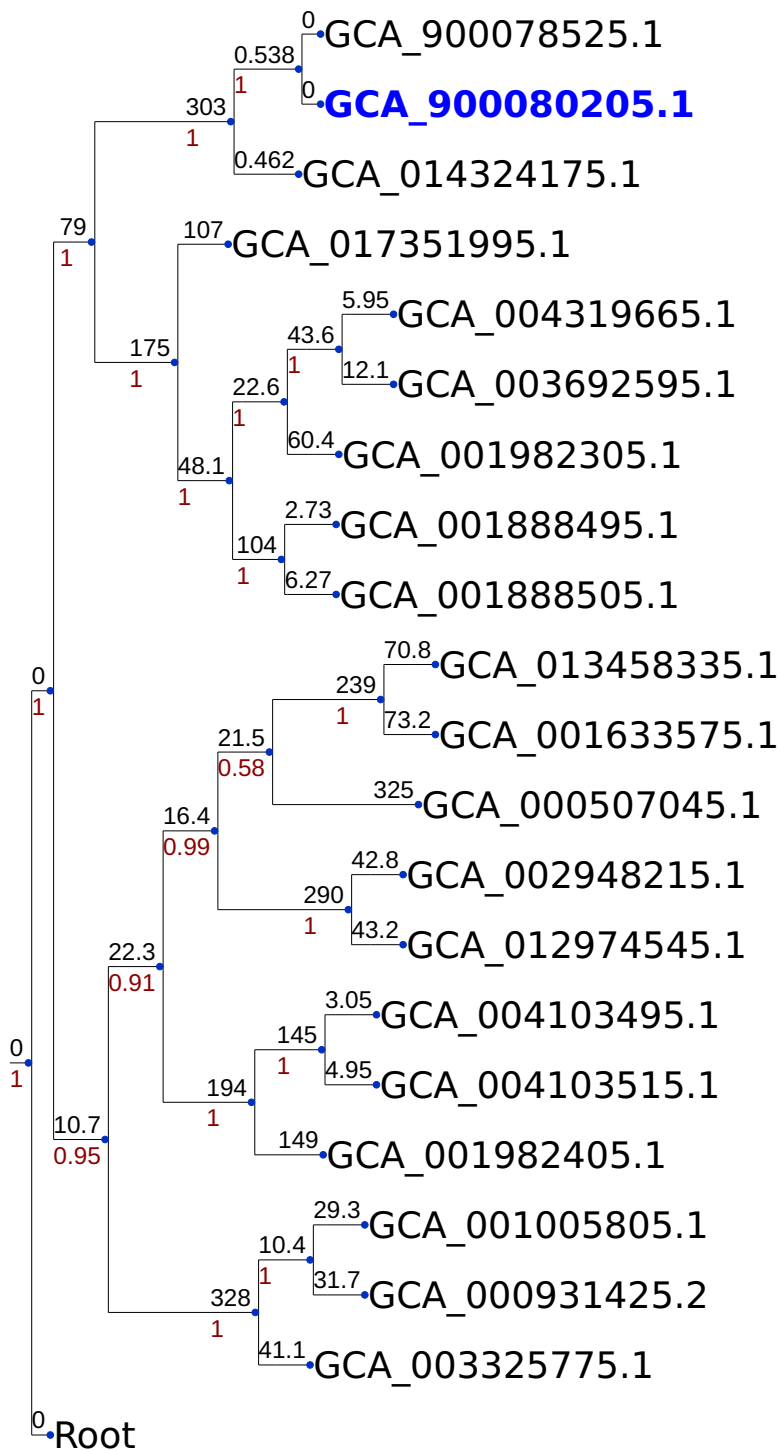 0
GCA_900078525.1
0.538
1
0
GCA_900080205.1
303
1
0.462
GCA_014324175.1
79
1
107
GCA_017351995.1
5.95
GCA_004319665.1
43.6
1
175
1
12.1
GCA_003692595.1
22.6
1
60.4
GCA_001982305.1
48.1
1
2.73
GCA_001888495.1
104
1
6.27
GCA_001888505.1
70.8
GCA_013458335.1
0
1
239
1
73.2
GCA_001633575.1
21.5
0.58
325
GCA_000507045.1
16.4
0.99
42.8
GCA_002948215.1
290
1
43.2
GCA_012974545.1
22.3
0.91
3.05
GCA_004103495.1
0
1
145
1
4.95
GCA_004103515.1
194
1
10.7
0.95
149
GCA_001982405.1
29.3
GCA_001005805.1
10.4
1
31.7
GCA_000931425.2
328
1
41.1
GCA_003325775.1
0
Root